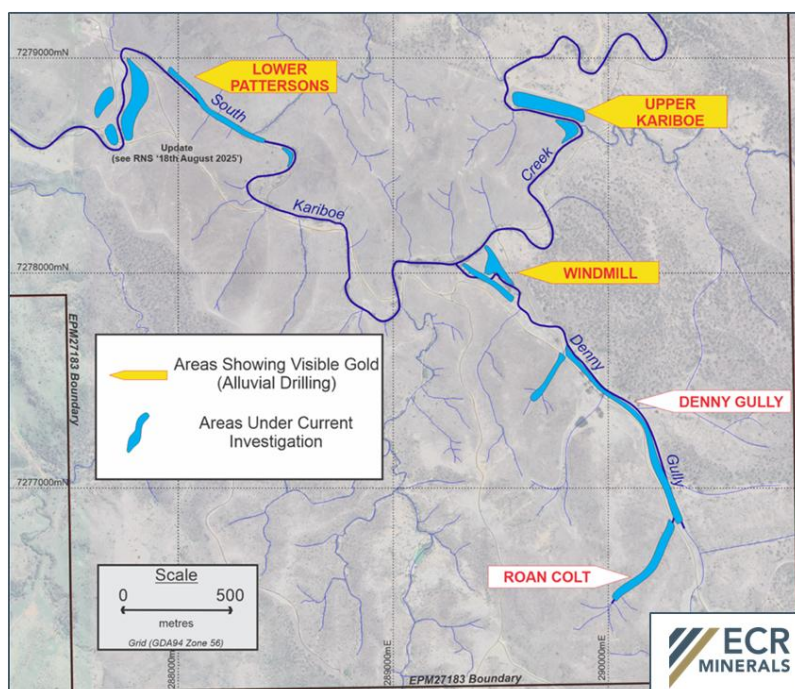 7279000mN
LOWER
PATTERSONS
South
UPPER
KARIBOE
Update
(see RNS '18th August 2025')
Creek
Kariboe
7278000mN
WINDMILL
EPM27183 Boundary
Areas Showing Visible Gold
(Alluvial Drilling)
Areas Under Current
Investigation
Denny
DENNY GULLY
Gully
7277000mN
Scale
0 500
metres
Grid (GDA94 Zone 56)
ROAN COLT
288000mE
289000mE
290000mE
EPM27183 Boundary
ECR
MINERALS